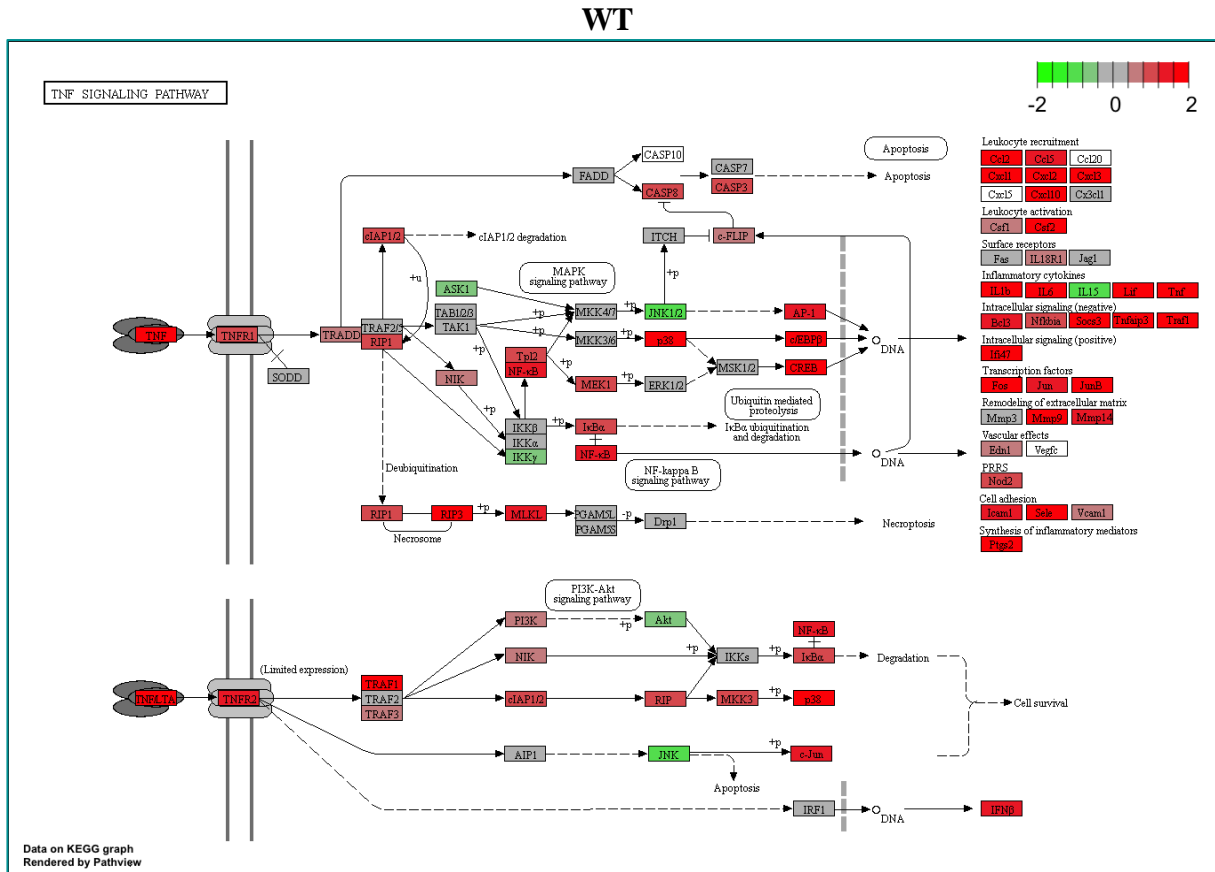 WT
TNF SIGNALING PATHWAY
-2 0 2
Apoptosis
CASP10
FADD
CASP7
Apoptosis
CASP8
CASP3
cIAP1/2
cIAP1/2 degradation
ITCH
c-FLIP
+u
MAPK
signaling pathway
+p
ASK1
TAB1/2/3
TAK1
MKK4/7
+p
JNK1/2
AP-1
TNF
TNFR1
TRADD
TRAF2/5
RIP1
+p
MKK3/6
+p
p38
c/EBPβ
DNA
SODD
+p
Tpl2
NF-κB
+p
MEK1
+p
ERK1/2
MSK1/2
CREB
NIK
+p
Ubiquitin mediated
proteolysis
IKKβ
IKKα
IKKγ
+p
IκBα
IκBα ubiquitination
and degradation
NF-κB
DNA
Deubiquitination
NF-kappa B
signaling pathway
RIP1
RIP3
+p
MLKL
PGAM5L
PGAM5S
-p
Drp1
Necroptosis
Necrosome
Leukocyte recruitment
Ccl2 Ccl5 Ccl20
Cxcl1 Cxcl2 Cxcl3
Cxcl5 Cxcl10 Cx3cl1
Leukocyte activation
Csf1 Csf2
Surface receptors
Fas IL18R1 Jag1
Inflammatory cytokines
IL1b IL6 IL15 Lif Tnf
Intracellular signaling (negative)
Bcl3 Nfkbia Socs3 Tnfaip3 Traf1
Intracellular signaling (positive)
Ifi47
Transcription factors
Fos Jun JunB
Remodeling of extracellular matrix
Mmp3 Mmp9 Mmp14
Vascular effects
Edn1 Vegfc
PRRS
Nod2
Cell adhesion
Icam1 Sele Vcam1
Synthesis of inflammatory mediators
Ptgs2
PI3K-Akt
signaling pathway
PI3K
+p
Akt
NF-κB
(Limited expression)
NIK
+p
IKKs
+p
IκBα
Degradation
TNF/LTA
TNFR2
TRAF1
TRAF2
TRAF3
cIAP1/2
RIP
MKK3
+p
p38
Cell survival
AIP1
JNK
+p
c-Jun
Apoptosis
IRF1
DNA
IFNβ
Data on KEGG graph
Rendered by Pathview